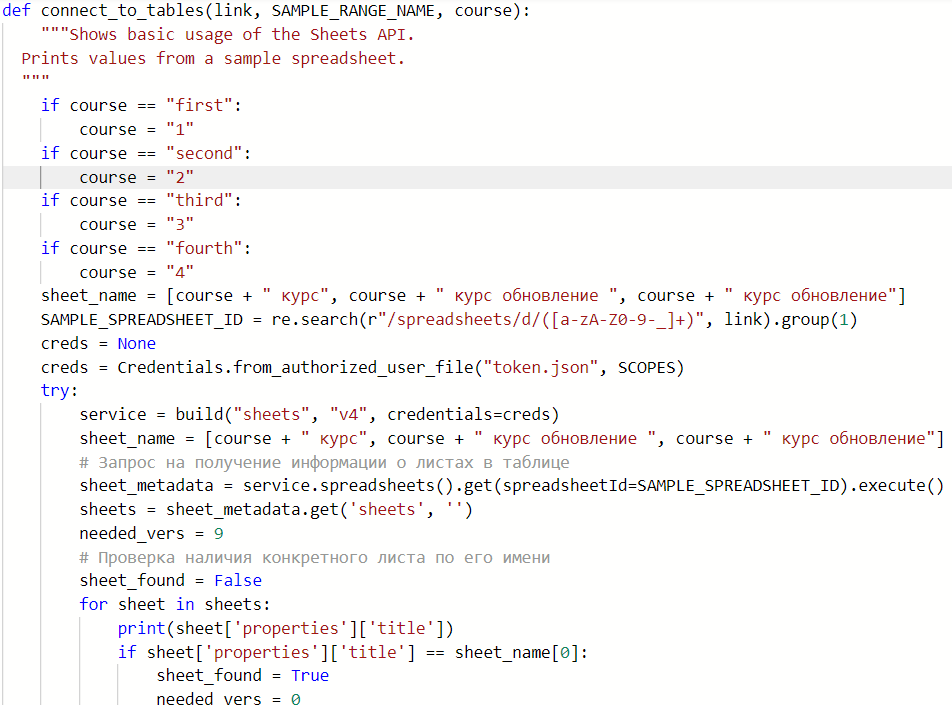 def connect_to_tables(link, SAMPLE_RANGE_NAME, course):
    """Shows basic usage of the Sheets API.
  Prints values from a sample spreadsheet.
  """
    if course == "first":
        course = "1"
    if course == "second":
        course = "2"
    if course == "third":
        course = "3"
    if course == "fourth":
        course = "4"
    sheet_name = [course + " курс", course + " курс обновление ", course + " курс обновление"]
    SAMPLE_SPREADSHEET_ID = re.search(r"/spreadsheets/d/([a-zA-Z0-9-_]+)", link).group(1)
    creds = None
    creds = Credentials.from_authorized_user_file("token.json", SCOPES)
    try:
        service = build("sheets", "v4", credentials=creds)
        sheet_name = [course + " курс", course + " курс обновление ", course + " курс обновление"]
        # Запрос на получение информации о листах в таблице
        sheet_metadata = service.spreadsheets().get(spreadsheetId=SAMPLE_SPREADSHEET_ID).execute()
        sheets = sheet_metadata.get('sheets', '')
        needed_vers = 9
        # Проверка наличия конкретного листа по его имени
        sheet_found = False
        for sheet in sheets:
            print(sheet['properties']['title'])
            if sheet['properties']['title'] == sheet_name[0]:
                sheet_found = True
                needed_vers = 0